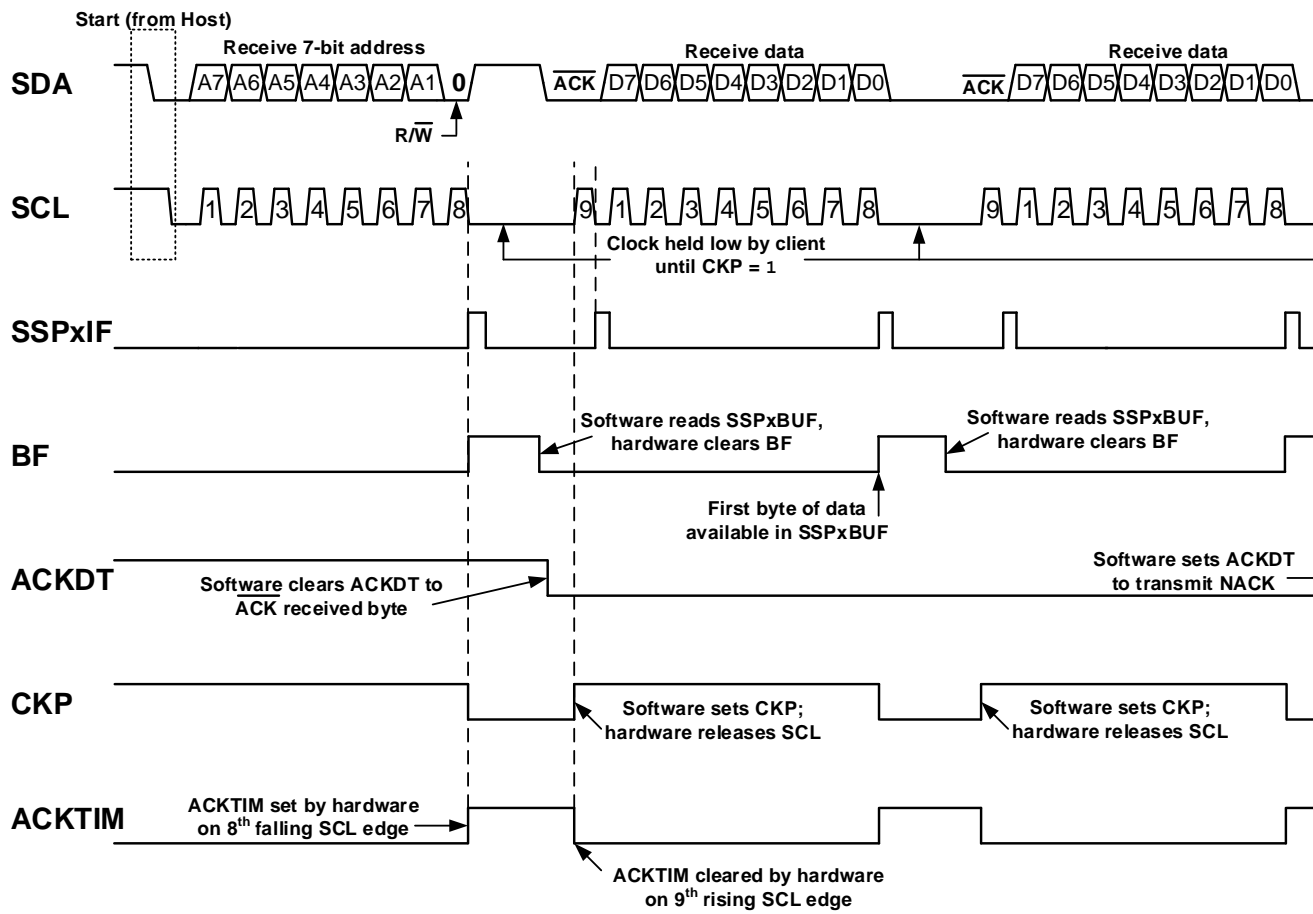 Start (from Host)
Receive 7-bit address
Receive data
Receive data
SDA
A7 A6 A5 A4 A3 A2 A1 0 ACK D7 D6 D5 D4 D3 D2 D1 D0 ACK D7 D6 D5 D4 D3 D2 D1 D0
R/W
SCL
1 2 3 4 5 6 7 8 9 1 2 3 4 5 6 7 8 9 1 2 3 4 5 6 7 8
Clock held low by client
until CKP = 1
SSPxIF
BF
Software reads SSPxBUF,
hardware clears BF
Software reads SSPxBUF,
hardware clears BF
First byte of data
available in SSPxBUF
ACKDT
Software clears ACKDT to
ACK received byte
Software sets ACKDT
to transmit NACK
CKP
Software sets CKP;
hardware releases SCL
Software sets CKP;
hardware releases SCL
ACKTIM
ACKTIM set by hardware
on 8th falling SCL edge
ACKTIM cleared by hardware
on 9th rising SCL edge